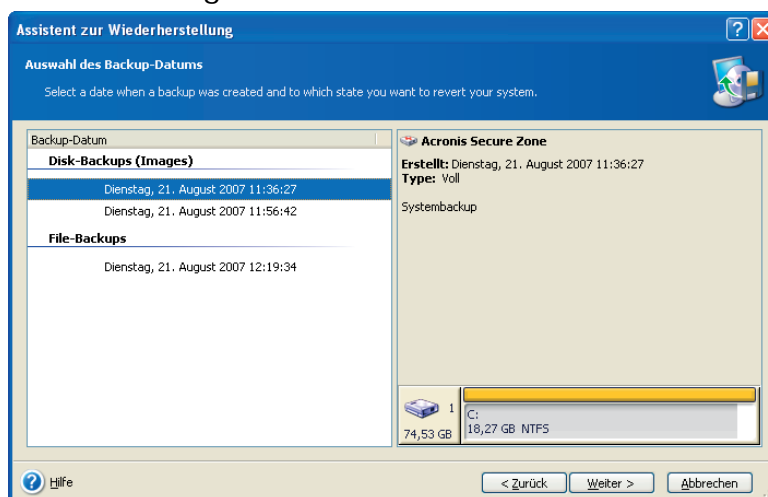 Assistent zur Wiederherstellung
Auswahl des Backup-Datums
Select a date when a backup was created and to which state you want to revert your system.
Backup-Datum
Disk-Backups (Images)
Dienstag, 21. August 2007 11:36:27
Dienstag, 21. August 2007 11:56:42
File-Backups
Dienstag, 21. August 2007 12:19:34
Acronis Secure Zone
Erstellt: Dienstag, 21. August 2007 11:36:27
Type: Voll
Systembackup
1
74,53 GB
C:
18,27 GB NTFS
Hilfe
< Zurück
Weiter >
Abbrechen